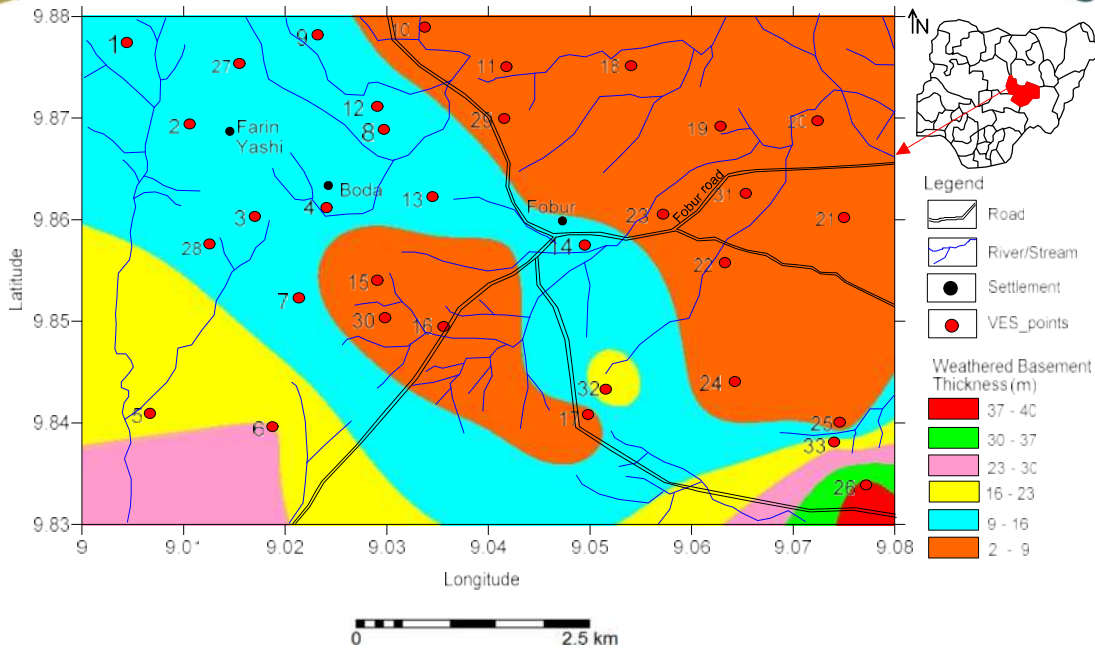 9.88
9.87
9.86
9.85
9.84
9.83
Latitude
9
9.01
9.02
9.03
9.04
9.05
9.06
9.07
9.08
Longitude
1
9
10
27
11
18
12
2
Farin
Yashi
8
29
19
20
Boda
13
Fobur road
31
3
4
Fobur
23
21
28
14
22
15
7
30
16
24
32
5
6
17
25
33
26
0
2.5 km
N
Legend
Road
River/Stream
Settlement
VES_points
Weathered Basement
Thickness (m)
37 - 40
30 - 37
23 - 30
16 - 23
9 - 16
2 - 9